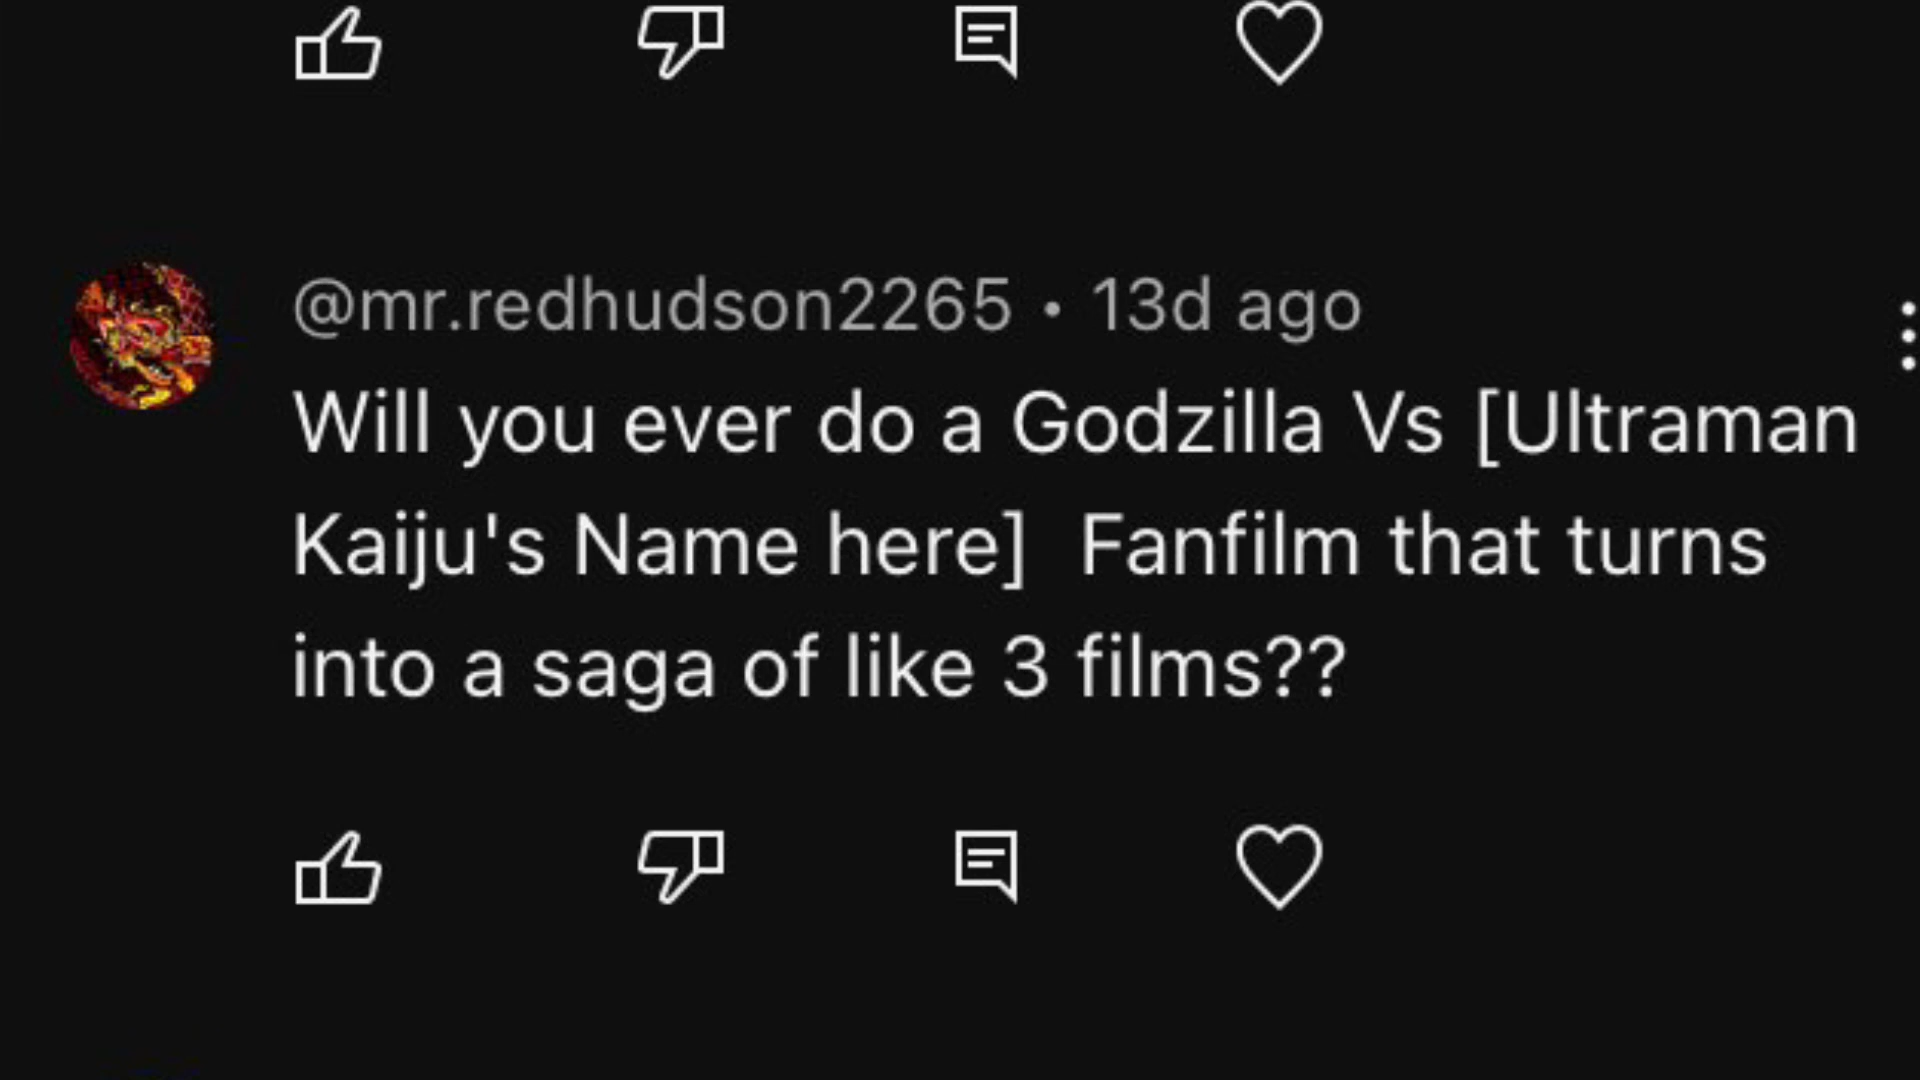 @mr.redhudson2265 • 13d ago
Will you ever do a Godzilla Vs [Ultraman
Kaiju's Name here]  Fanfilm that turns
into a saga of like 3 films??